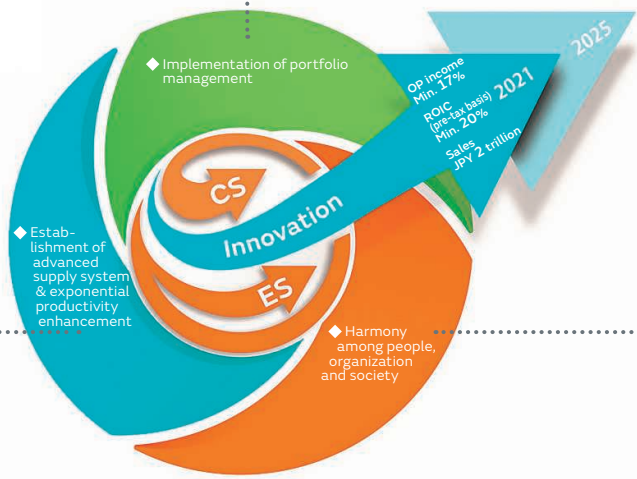 ◆ Implementation of portfolio
management
OP income
Min. 17%
ROIC
(pre-tax basis)
Min. 20%
Sales
JPY 2 trillion
2021
2025
CS
Innovation
ES
◆ Estab-
lishment of
advanced
supply system
& exponential
productivity
enhancement
◆ Harmony
among people,
organization
and society